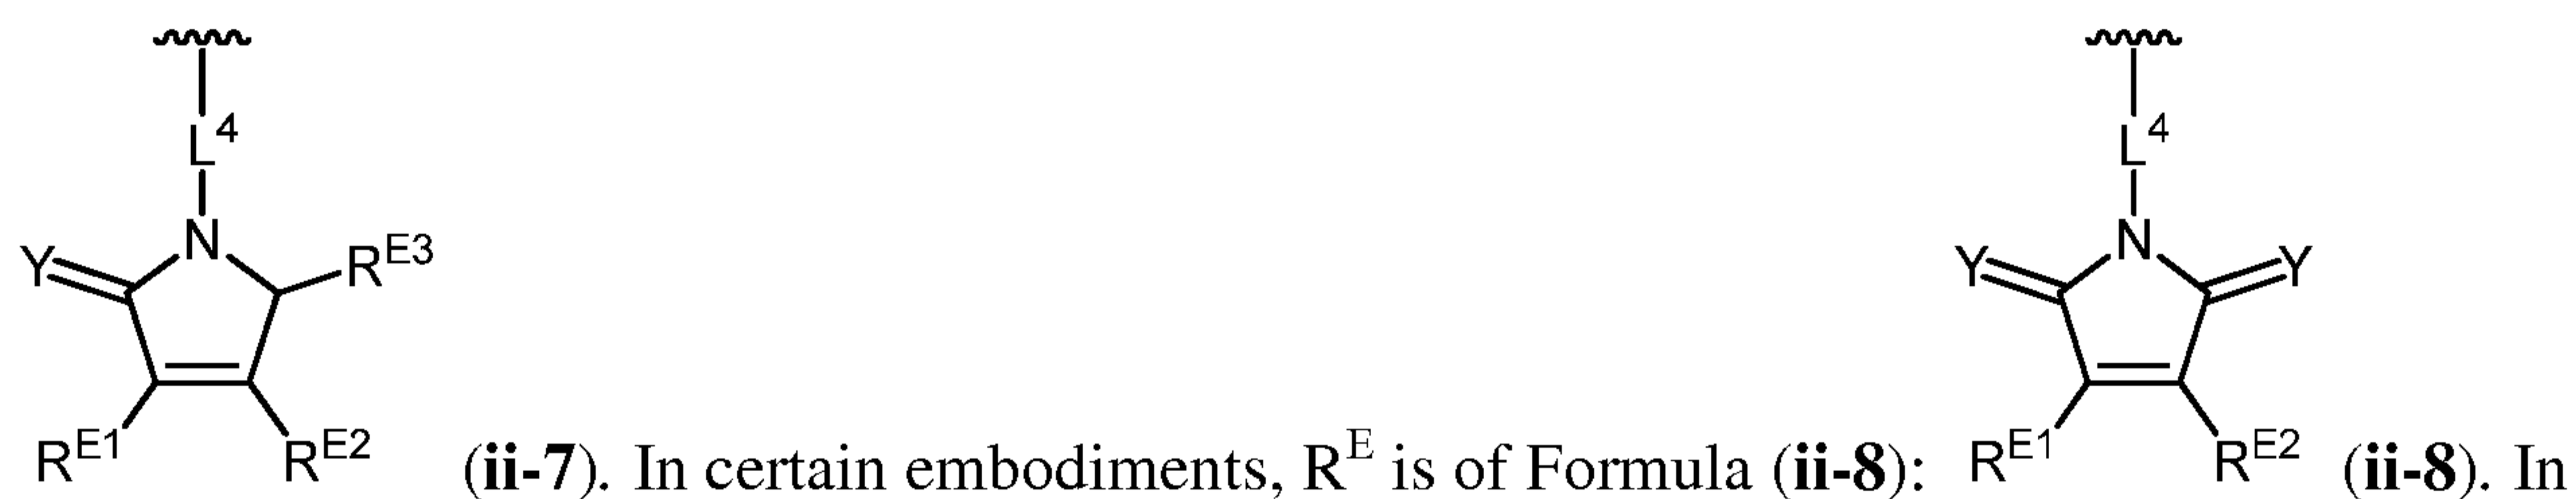 L4 L4
N N
Y RE3 Y Y
RE1 RE2 (ii-7). In certain embodiments, RE is of Formula (ii-8): RE1 RE2 (ii-8). In